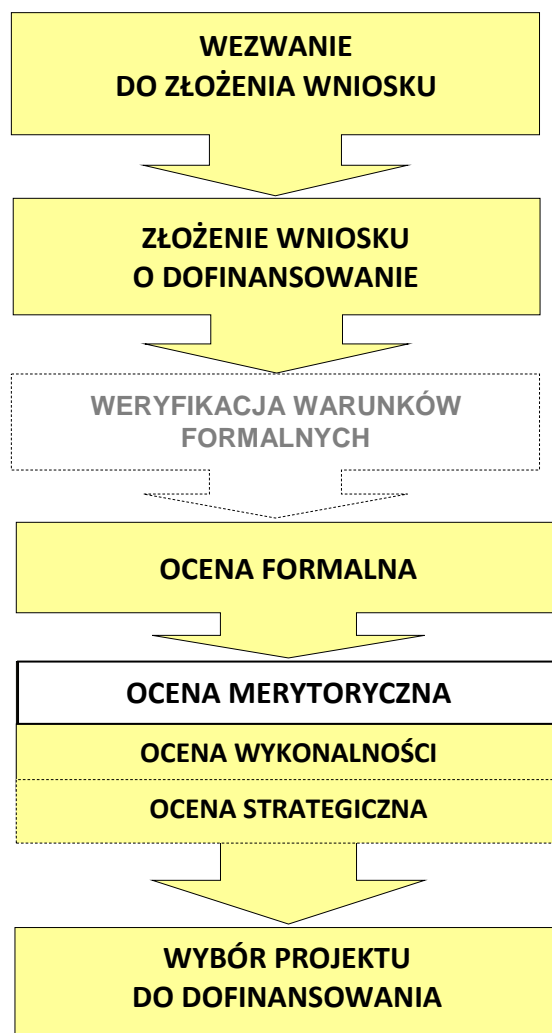 WEZWANIE
DO ZŁOŻENIA WNIOSKU
ZŁOŻENIE WNIOSKU
O DOFINANSOWANIE
WERYFIKACJA WARUNKÓW
FORMALNYCH
OCENA FORMALNA
OCENA MERYTORYCZNA
OCENA WYKONALNOŚCI
OCENA STRATEGICZNA
WYBÓR PROJEKTU
DO DOFINANSOWANIA